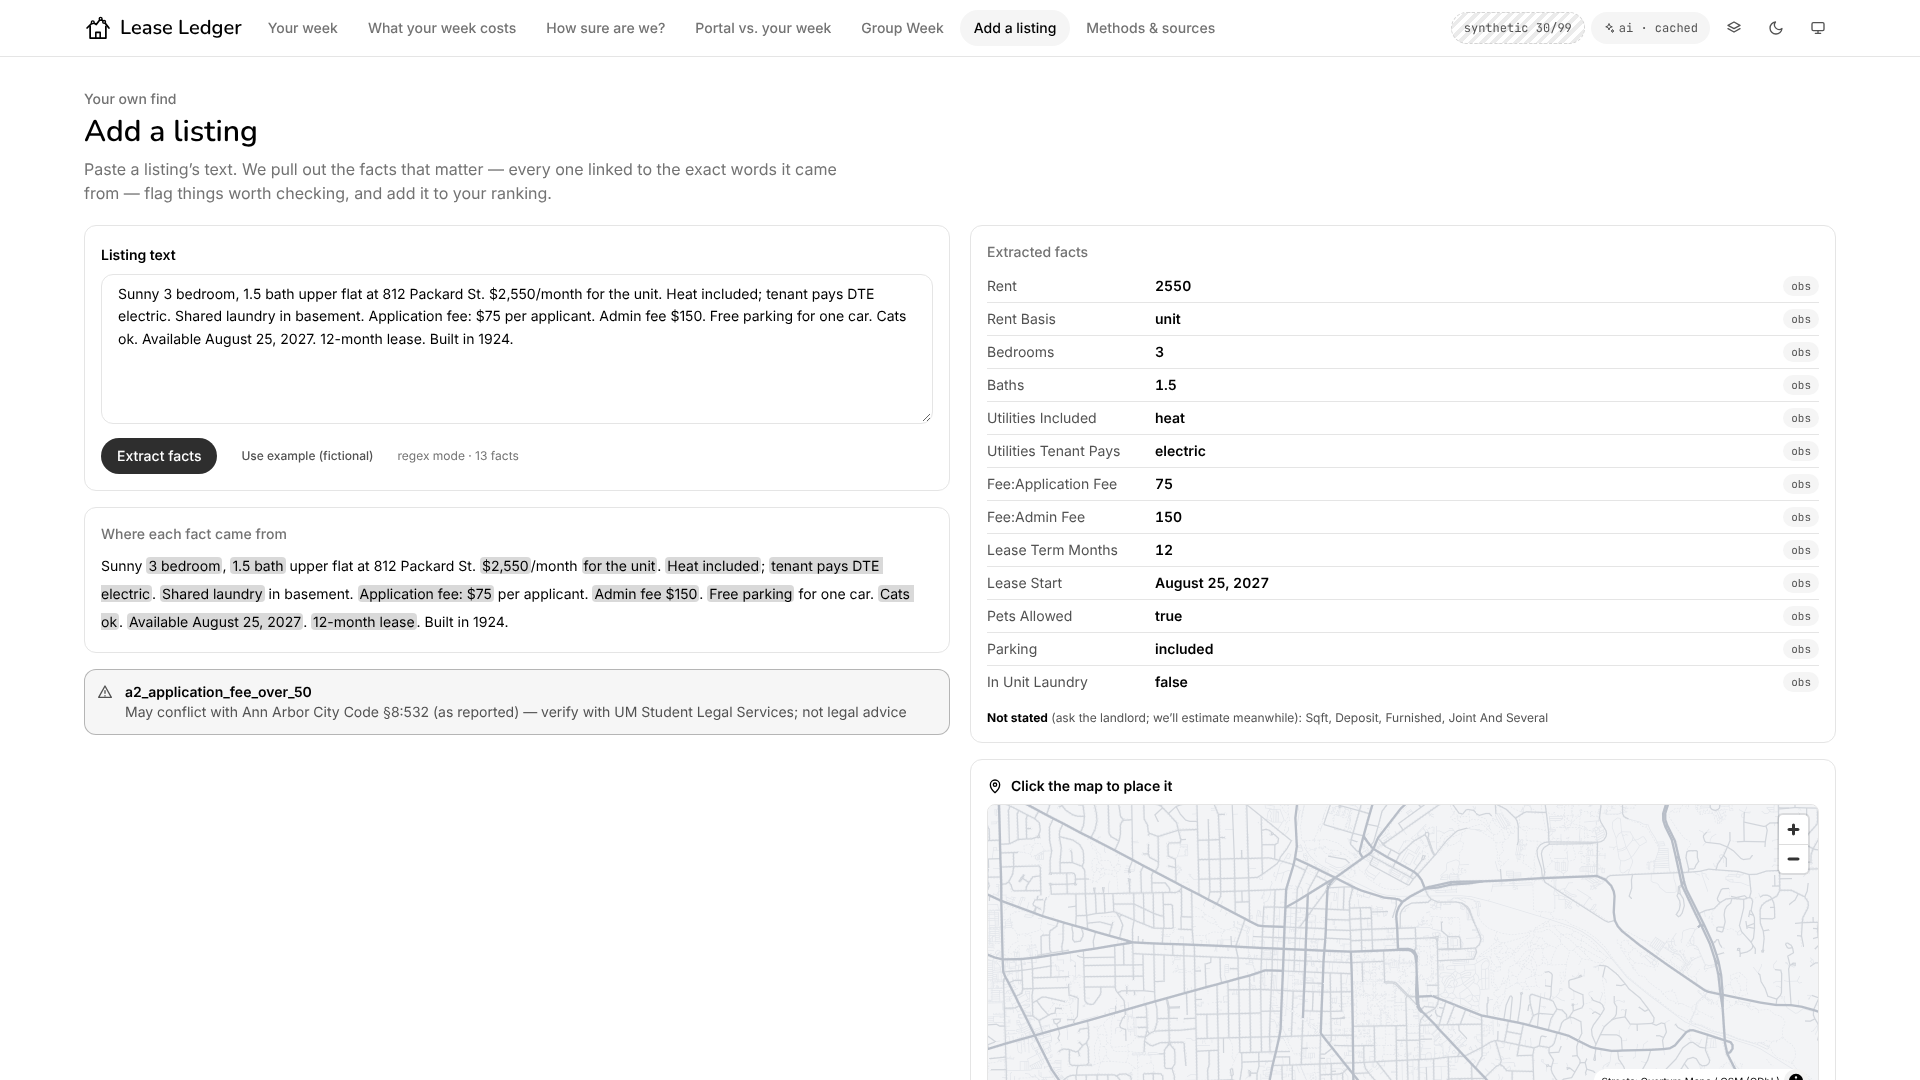 Lease Ledger
Your week
What your week costs
How sure are we?
Portal vs. your week
Group Week
Add a listing
Methods & sources
synthetic 30/99
ai · cached
Your own find
Add a listing
Paste a listing’s text. We pull out the facts that matter — every one linked to the exact words it came
from — flag things worth checking, and add it to your ranking.
Listing text
Sunny 3 bedroom, 1.5 bath upper flat at 812 Packard St. $2,550/month for the unit. Heat included; tenant pays DTE
electric. Shared laundry in basement. Application fee: $75 per applicant. Admin fee $150. Free parking for one car. Cats
ok. Available August 25, 2027. 12-month lease. Built in 1924.
Extract facts
Use example (fictional)
regex mode · 13 facts
Where each fact came from
Sunny 3 bedroom, 1.5 bath upper flat at 812 Packard St. $2,550/month for the unit. Heat included; tenant pays DTE
electric. Shared laundry in basement. Application fee: $75 per applicant. Admin fee $150. Free parking for one car. Cats
ok. Available August 25, 2027. 12-month lease. Built in 1924.
a2_application_fee_over_50
May conflict with Ann Arbor City Code §8:532 (as reported) — verify with UM Student Legal Services; not legal advice
Extracted facts
Rent 2550 obs
Rent Basis unit obs
Bedrooms 3 obs
Baths 1.5 obs
Utilities Included heat obs
Utilities Tenant Pays electric obs
Fee:Application Fee 75 obs
Fee:Admin Fee 150 obs
Lease Term Months 12 obs
Lease Start August 25, 2027 obs
Pets Allowed true obs
Parking included obs
In Unit Laundry false obs
Not stated (ask the landlord; we’ll estimate meanwhile): Sqft, Deposit, Furnished, Joint And Several
Click the map to place it